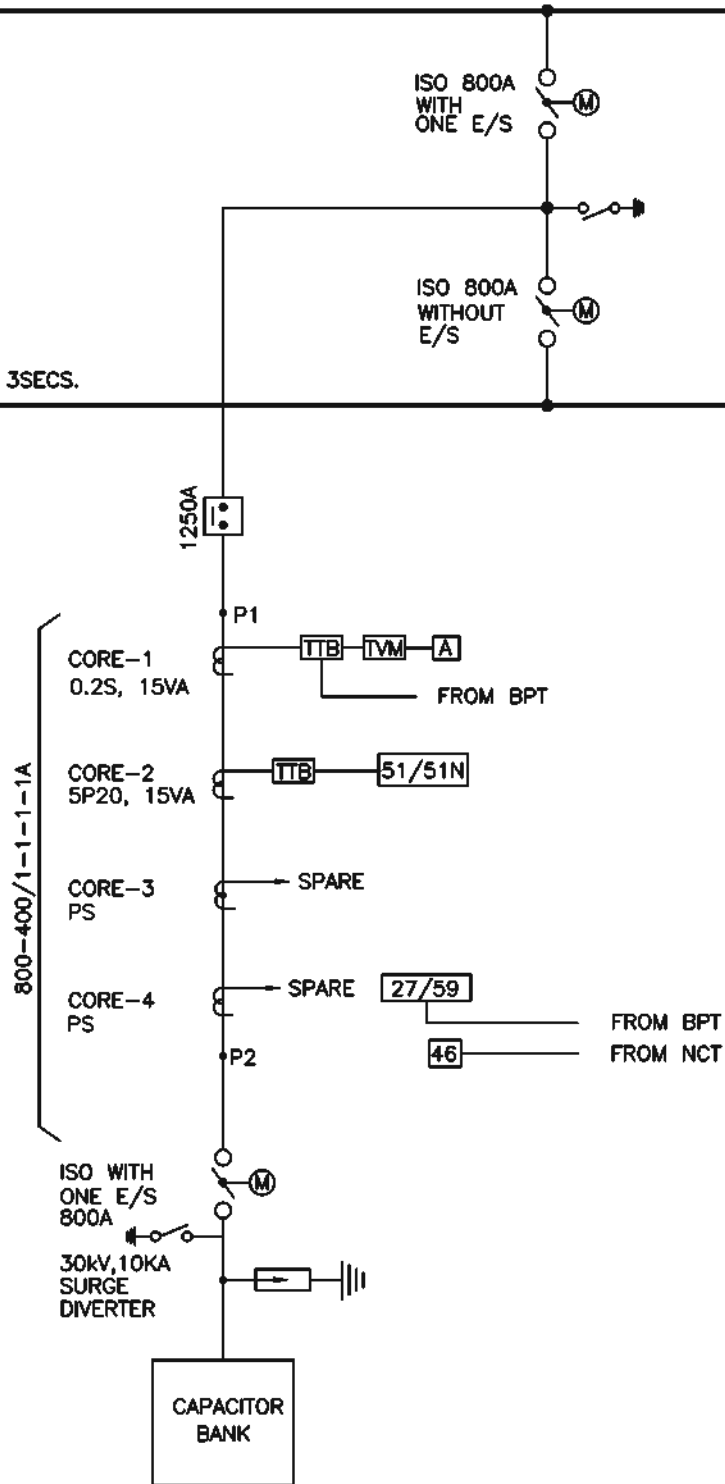 ISO 800A
WITH
ONE E/S
M
ISO 800A
WITHOUT
E/S
M
3SECS.
1250A
P1
CORE-1
0.2S, 15VA
TTB
TVM
A
FROM BPT
CORE-2
5P20, 15VA
TTB
51/51N
800-400/1-1-1-1A
CORE-3
PS
SPARE
CORE-4
PS
SPARE
27/59
FROM BPT
46
FROM NCT
P2
ISO WITH
ONE E/S
800A
M
30kV,10KA
SURGE
DIVERTER
CAPACITOR
BANK